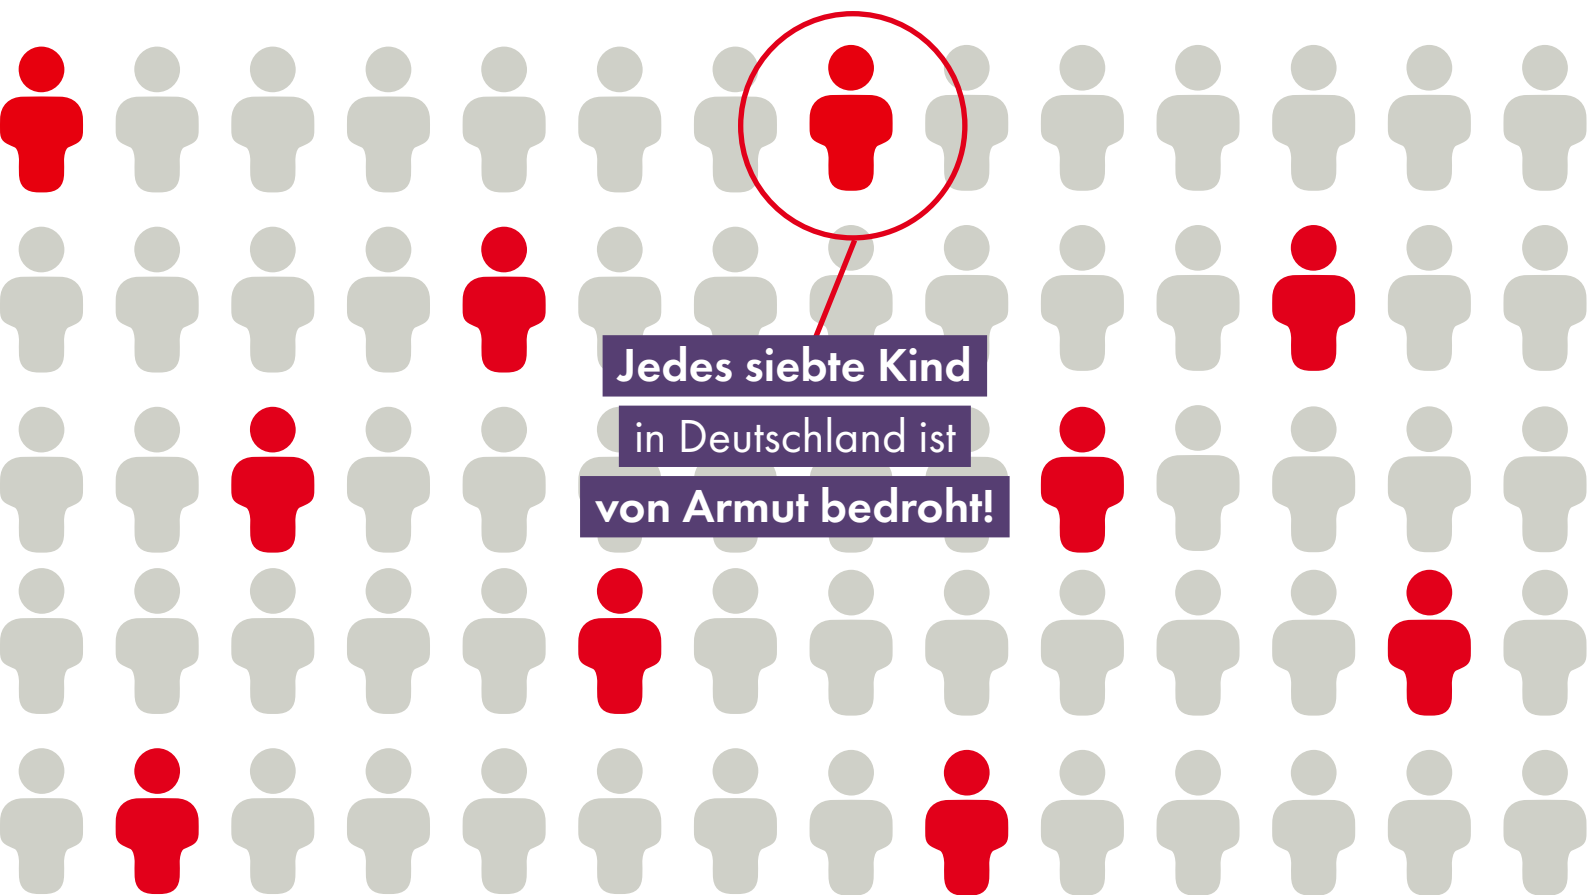 Jedes siebte Kind
in Deutschland ist
von Armut bedroht!